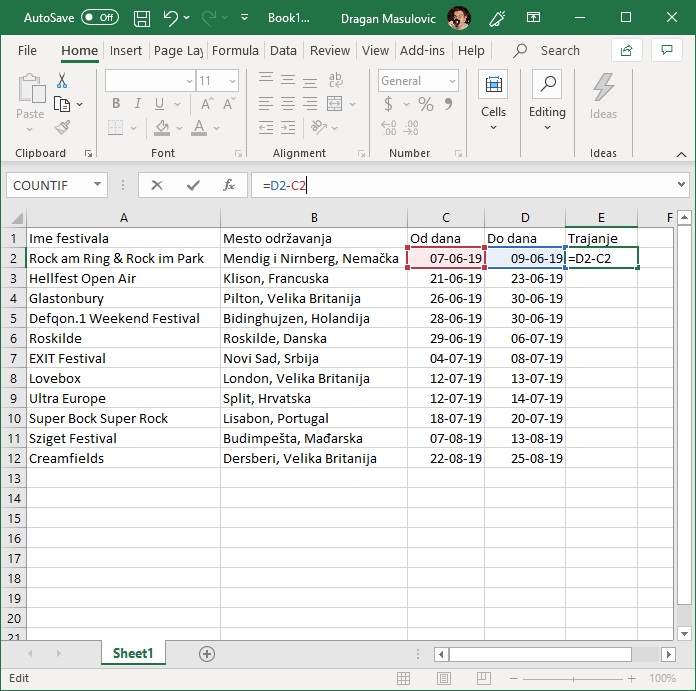 AutoSave Off Book1... Dragan Masulovic
File Home Insert Page Lay Formula Data Review View Add-ins Help Search
Paste 11 General Cells Editing Ideas
B I U A A ab $ % 9
Clipboard Font Alignment Number Ideas
COUNTIF fx =D2-C2
A B C D E F
1 Ime festivala Mesto održavanja Od dana Do dana Trajanje
2 Rock am Ring & Rock im Park Mendig i Nirnberg, Nemačka 07-06-19 09-06-19 =D2-C2
3 Hellfest Open Air Klison, Francuska 21-06-19 23-06-19
4 Glastonbury Pilton, Velika Britanija 26-06-19 30-06-19
5 Defqon.1 Weekend Festival Bidinghujzen, Holandija 28-06-19 30-06-19
6 Roskilde Roskilde, Danska 29-06-19 06-07-19
7 EXIT Festival Novi Sad, Srbija 04-07-19 08-07-19
8 Lovebox London, Velika Britanija 12-07-19 13-07-19
9 Ultra Europe Split, Hrvatska 12-07-19 14-07-19
10 Super Bock Super Rock Lisabon, Portugal 18-07-19 20-07-19
11 Sziget Festival Budimpešta, Mađarska 07-08-19 13-08-19
12 Creamfields Dersberi, Velika Britanija 22-08-19 25-08-19
13
14
15
16
17
18
19
20
21
Sheet1
Edit 100%